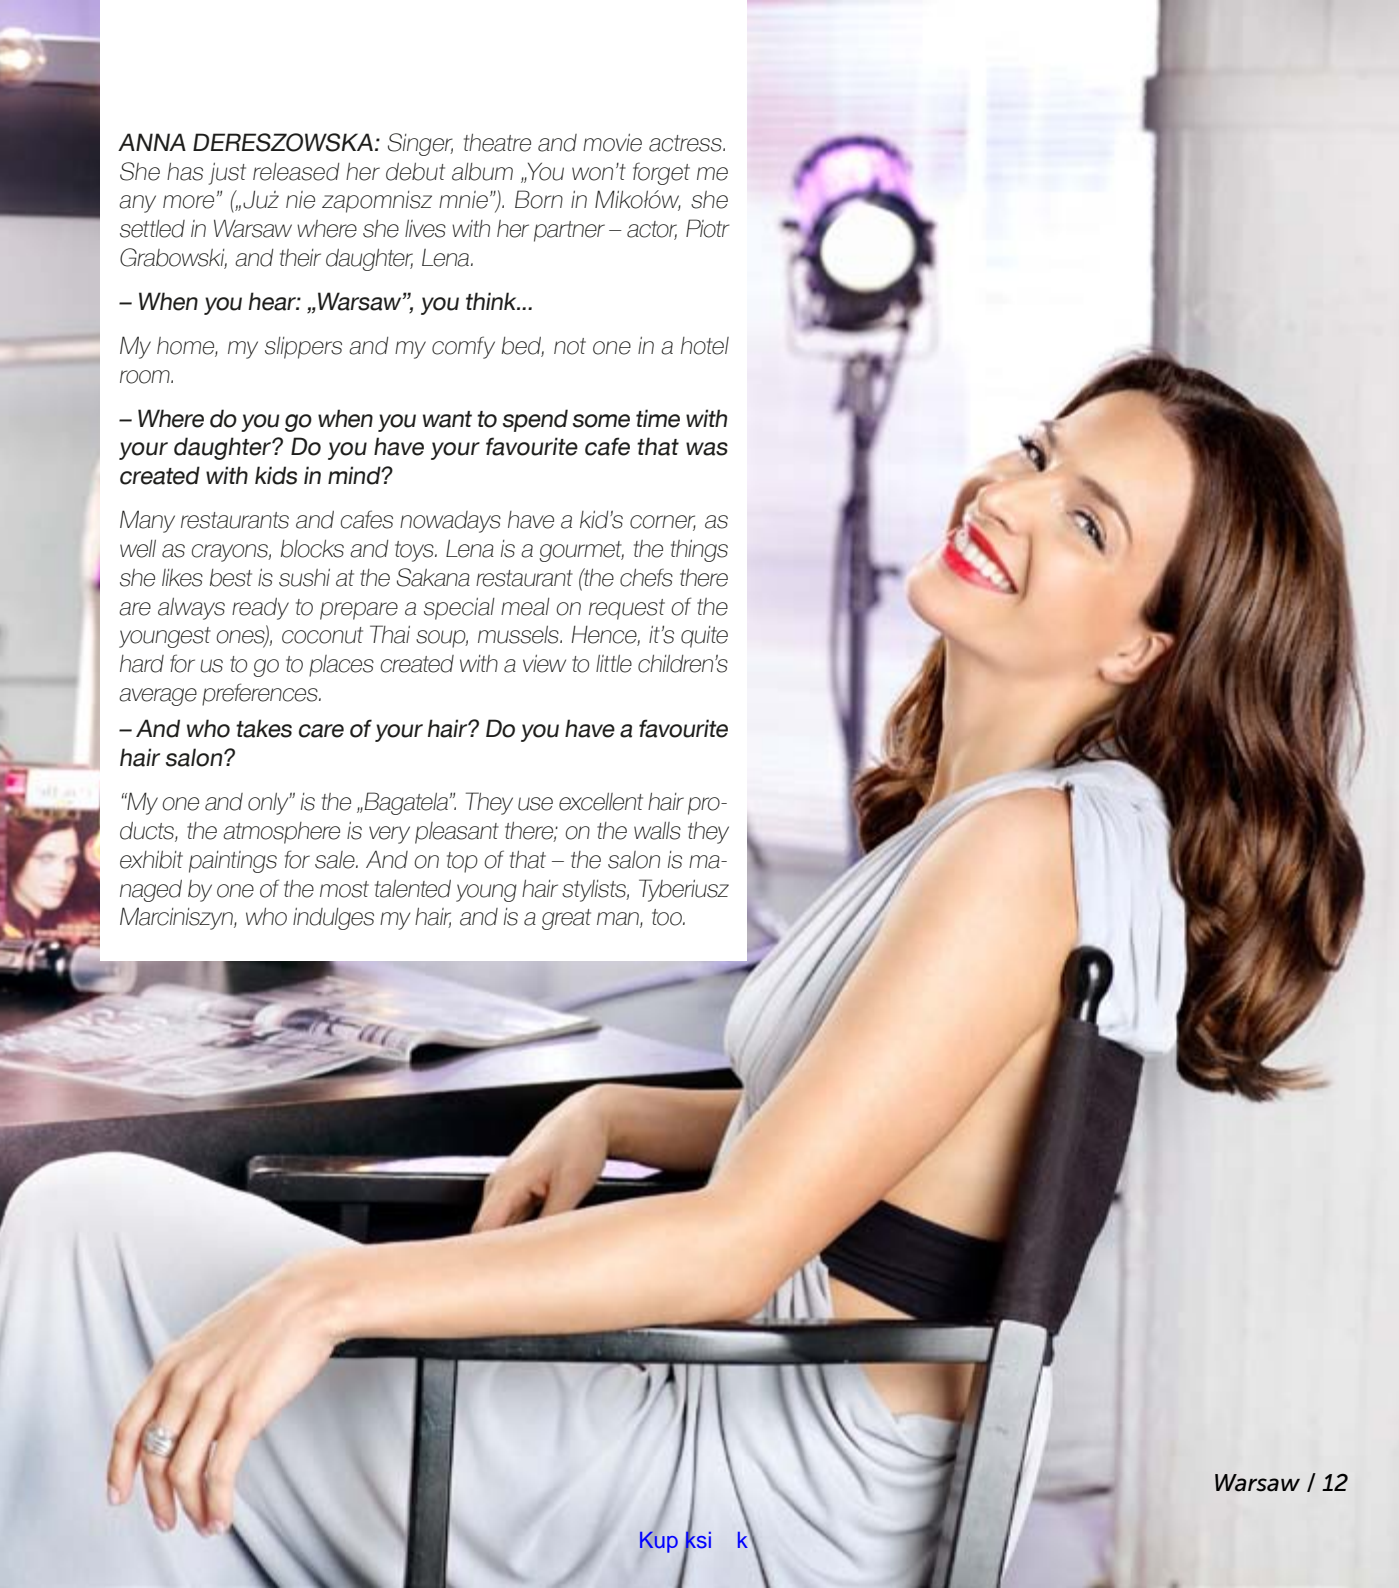 ANNA DERESZOWSKA: Singer, theatre and movie actress.
She has just released her debut album „You won't forget me
any more” („Już nie zapomnisz mnie”). Born in Mikołów, she
settled in Warsaw where she lives with her partner – actor, Piotr
Grabowski, and their daughter, Lena.
– When you hear: „Warsaw”, you think...
My home, my slippers and my comfy bed, not one in a hotel
room.
– Where do you go when you want to spend some time with
your daughter? Do you have your favourite cafe that was
created with kids in mind?
Many restaurants and cafes nowadays have a kid's corner, as
well as crayons, blocks and toys. Lena is a gourmet, the things
she likes best is sushi at the Sakana restaurant (the chefs there
are always ready to prepare a special meal on request of the
youngest ones), coconut Thai soup, mussels. Hence, it's quite
hard for us to go to places created with a view to little children's
average preferences.
– And who takes care of your hair? Do you have a favourite
hair salon?
“My one and only” is the „Bagatela”. They use excellent hair pro-
ducts, the atmosphere is very pleasant there; on the walls they
exhibit paintings for sale. And on top of that – the salon is ma-
naged by one of the most talented young hair stylists, Tyberiusz
Marciniszyn, who indulges my hair, and is a great man, too.
Warsaw / 12
Kup ksi k